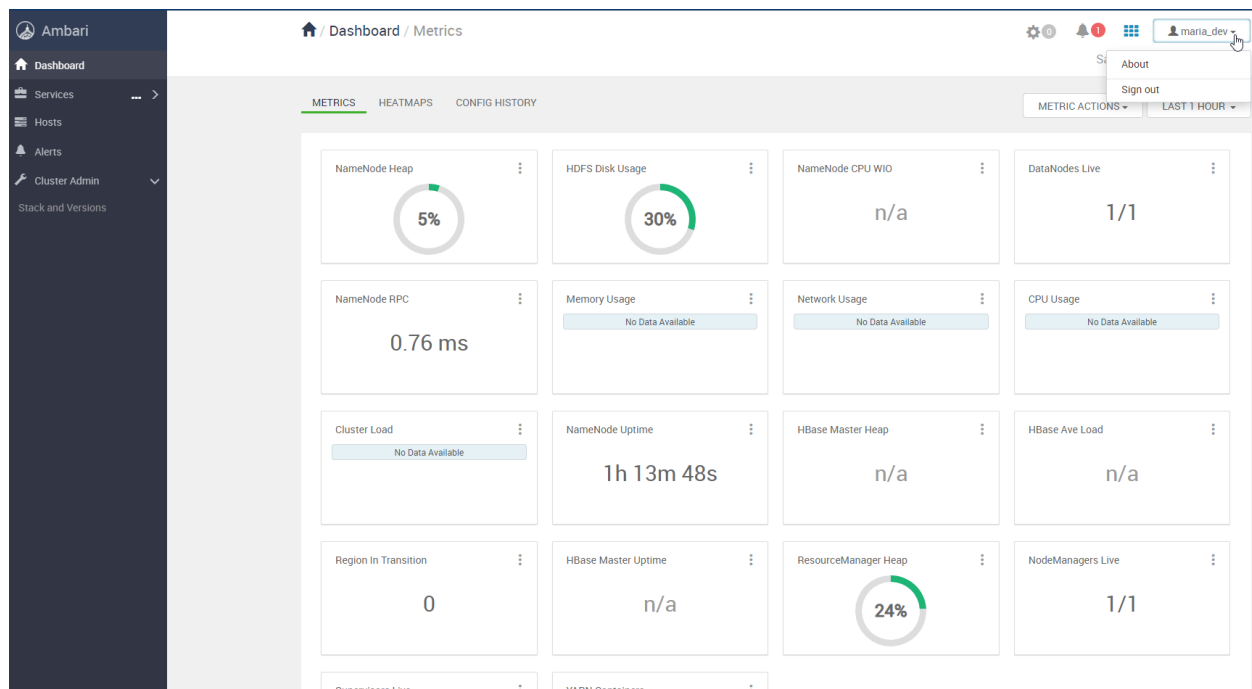 Ambari
Dashboard
Services ...
Hosts
Alerts
Cluster Admin
Stack and Versions
/ Dashboard / Metrics
0
1
maria_dev
About
Sign out
METRICS HEATMAPS CONFIG HISTORY
METRIC ACTIONS
LAST 1 HOUR
NameNode Heap
5%
HDFS Disk Usage
30%
NameNode CPU WIO
n/a
DataNodes Live
1/1
NameNode RPC
0.76 ms
Memory Usage
No Data Available
Network Usage
No Data Available
CPU Usage
No Data Available
Cluster Load
No Data Available
NameNode Uptime
1h 13m 48s
HBase Master Heap
n/a
HBase Ave Load
n/a
Region In Transition
0
HBase Master Uptime
n/a
ResourceManager Heap
24%
NodeManagers Live
1/1